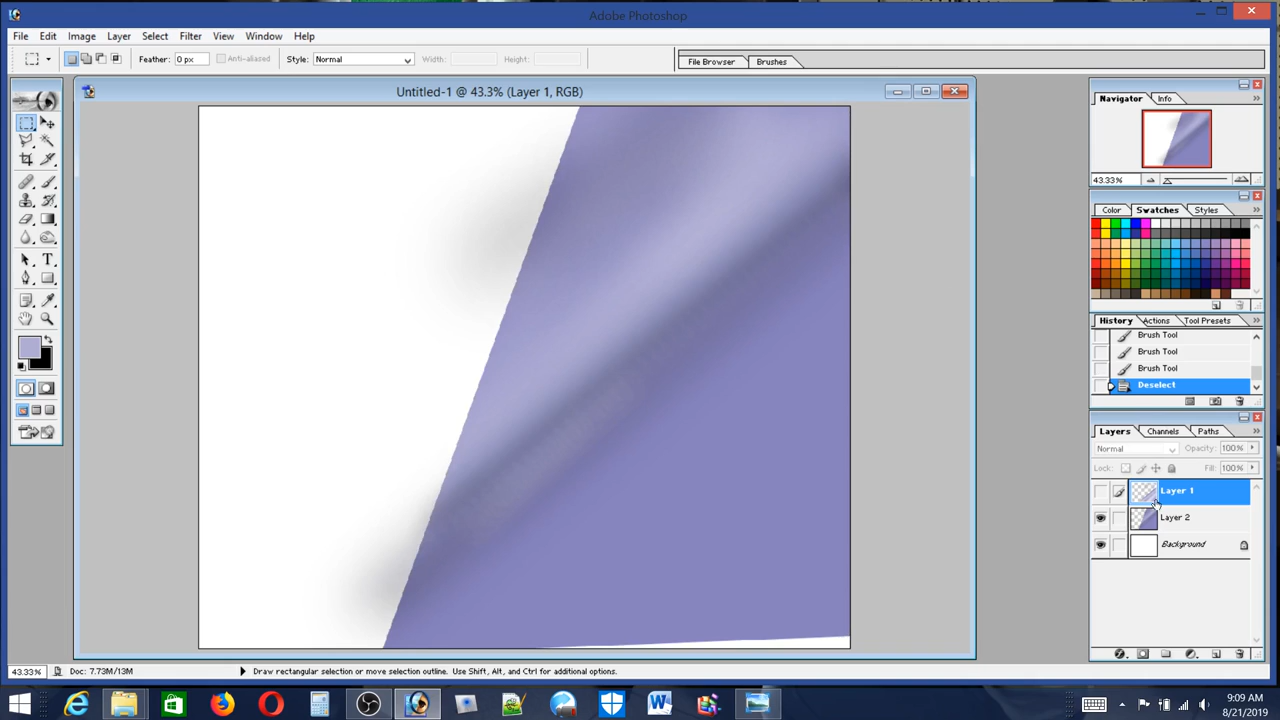 Adobe Photoshop
File Edit Image Layer Select Filter View Window Help
Feather: 0 px Anti-aliased Style: Normal Width: Height: File Browser Brushes
Untitled-1 @ 43.3% (Layer 1, RGB)
Navigator Info
43.33%
Color Swatches Styles
History Actions Tool Presets
Brush Tool
Brush Tool
Brush Tool
Deselect
Layers Channels Paths
Normal Opacity: 100%
Lock: Fill: 100%
Layer 1
Layer 2
Background
43.33% Doc: 7.73M/13M Draw rectangular selection or move selection outline. Use Shift, Alt, and Ctrl for additional options.
9:09 AM
8/21/2019